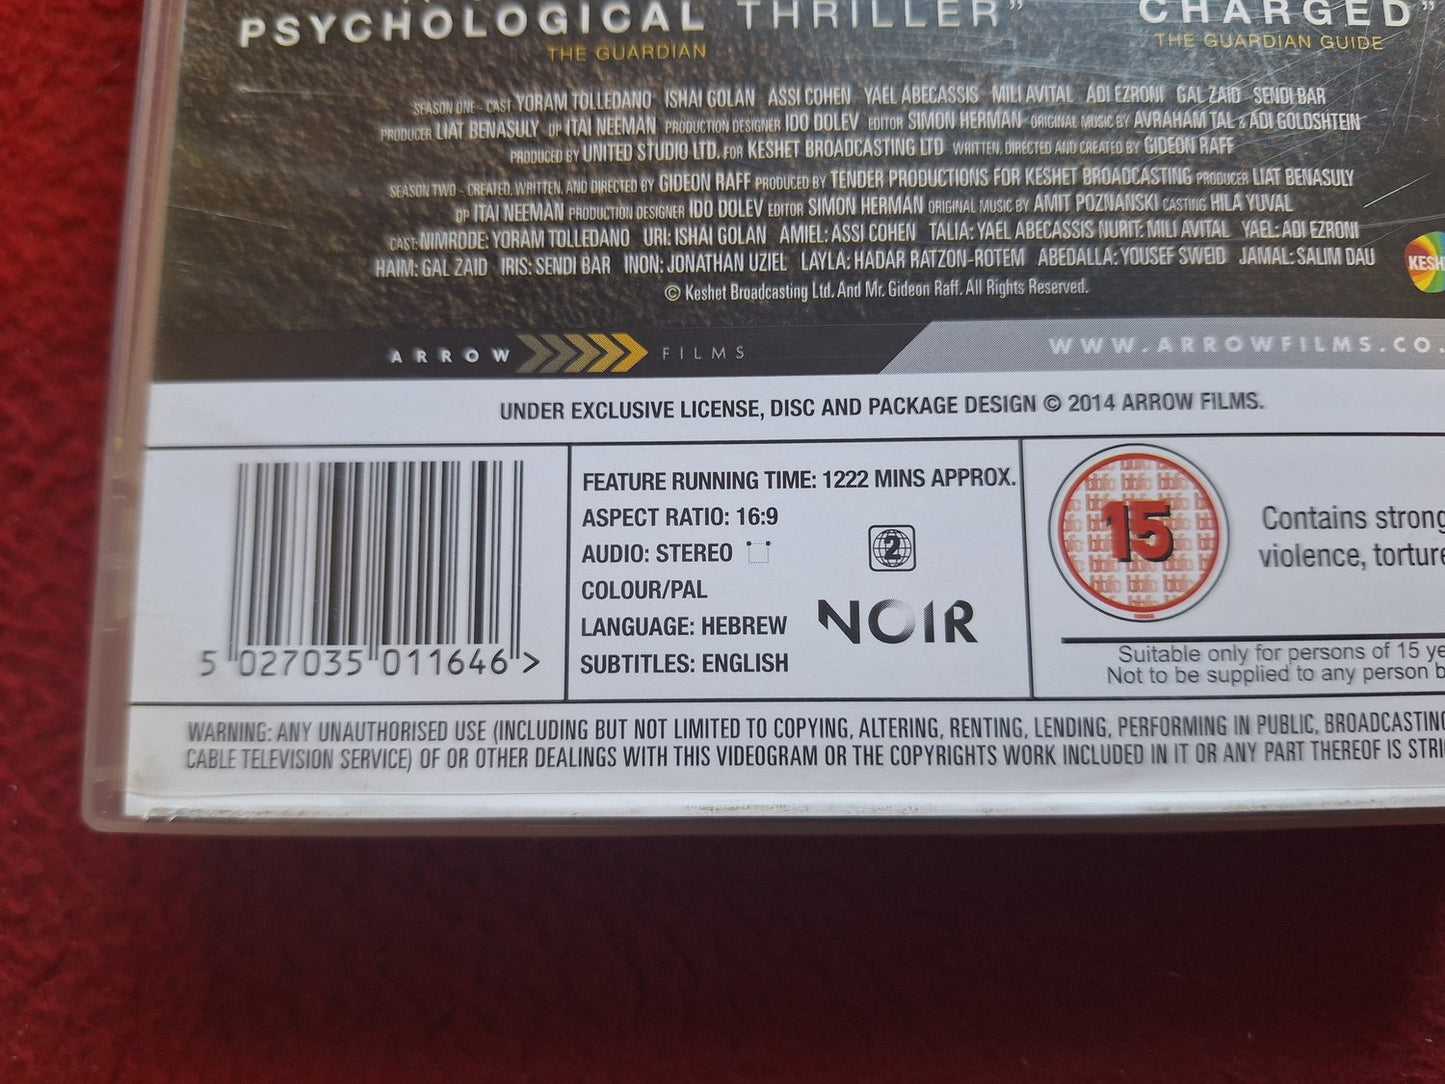 PSYCHOLOGICAL THRILLER”
THE GUARDIAN
CHARGED”
THE GUARDIAN GUIDE
SEASON ONE - CAST YORAM TOLLEDANO ISHAI GOLAN ASSI COHEN YAEL ABECASSIS MILI AVITAL ADI EZRONI GAL ZAID SENDI BAR
PRODUCER LIAT BENASULY DP ITAI NEEMAN PRODUCTION DESIGNER IDO DOLEV EDITOR SIMON HERMAN ORIGINAL MUSIC BY AVRAHAM TAL & ADI GOLDSHTEIN
PRODUCED BY UNITED STUDIO LTD. FOR KESHET BROADCASTING LTD WRITTEN, DIRECTED AND CREATED BY GIDEON RAFF
SEASON TWO - CREATED, WRITTEN, AND DIRECTED BY GIDEON RAFF PRODUCED BY TENDER PRODUCTIONS FOR KESHET BROADCASTING PRODUCER LIAT BENASULY
DP ITAI NEEMAN PRODUCTION DESIGNER IDO DOLEV EDITOR SIMON HERMAN ORIGINAL MUSIC BY AMIT POZNANSKI CASTING HILA YUVAL
CAST: NIMRODE: YORAM TOLLEDANO URI: ISHAI GOLAN AMIEL: ASSI COHEN TALIA: YAEL ABECASSIS NURIT: MILI AVITAL YAEL: ADI EZRONI
HAIM: GAL ZAID IRIS: SENDI BAR INON: JONATHAN UZIEL LAYLA: HADAR RATZON-ROTEM ABEDALLA: YOUSEF SWEID JAMAL: SALIM DAU
KESH
© Keshet Broadcasting Ltd. And Mr. Gideon Raff. All Rights Reserved.
ARROW FILMS
WWW.ARROWFILMS.CO.
UNDER EXCLUSIVE LICENSE, DISC AND PACKAGE DESIGN © 2014 ARROW FILMS.
5 027035 011646 >
FEATURE RUNNING TIME: 1222 MINS APPROX.
ASPECT RATIO: 16:9
AUDIO: STEREO
COLOUR/PAL
LANGUAGE: HEBREW
SUBTITLES: ENGLISH
2
NOIR
bbfc
15
Contains strong
violence, torture
Suitable only for persons of 15 ye
Not to be supplied to any person b
WARNING: ANY UNAUTHORISED USE (INCLUDING BUT NOT LIMITED TO COPYING, ALTERING, RENTING, LENDING, PERFORMING IN PUBLIC, BROADCASTING
CABLE TELEVISION SERVICE) OF OR OTHER DEALINGS WITH THIS VIDEOGRAM OR THE COPYRIGHTS WORK INCLUDED IN IT OR ANY PART THEREOF IS STRI